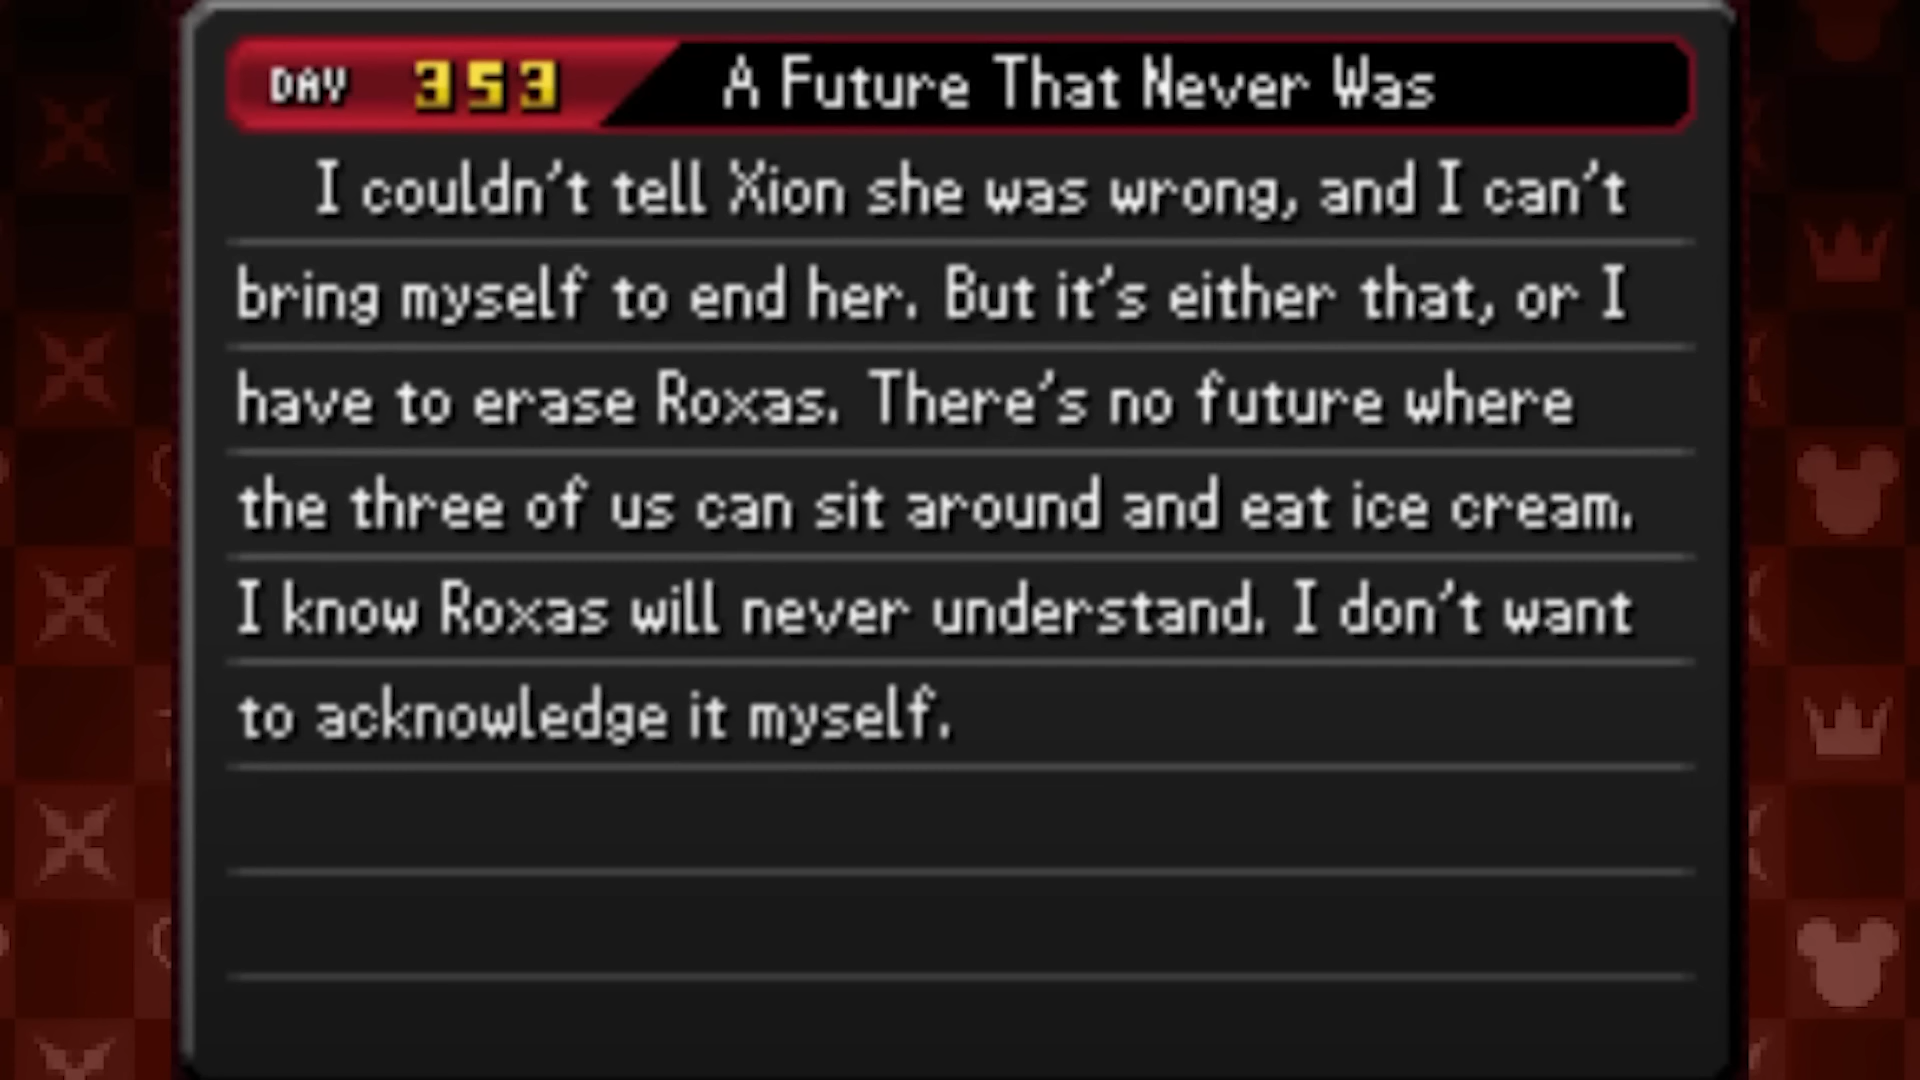 DAY 353 A Future That Never Was
I couldn't tell Xion she was wrong, and I can't
bring myself to end her. But it's either that, or I
have to erase Roxas. There's no future where
the three of us can sit around and eat ice cream.
I know Roxas will never understand. I don't want
to acknowledge it myself.